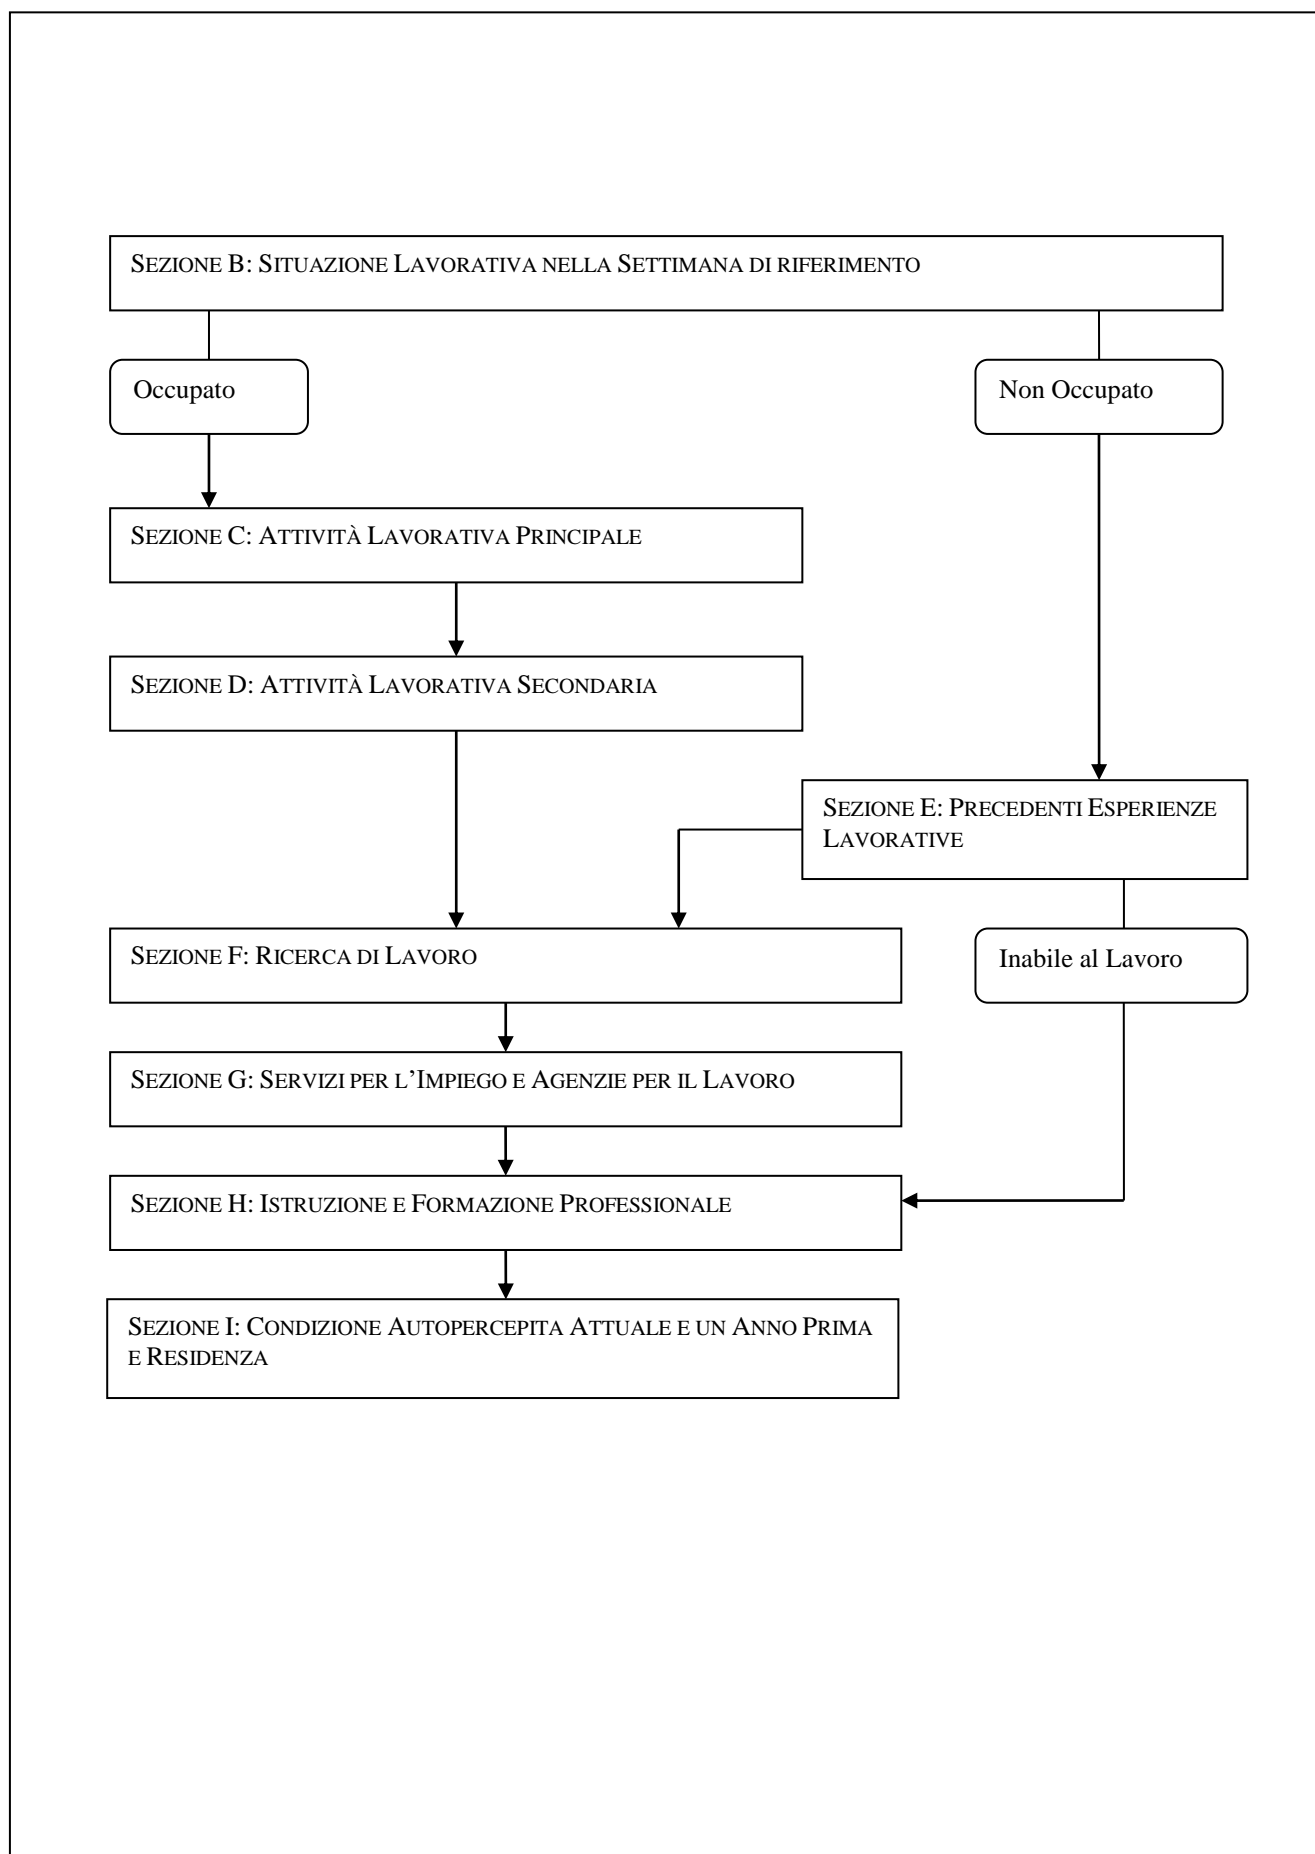 SEZIONE B: SITUAZIONE LAVORATIVA NELLA SETTIMANA DI RIFERIMENTO
Occupato
Non Occupato
SEZIONE C: ATTIVITÀ LAVORATIVA PRINCIPALE
SEZIONE D: ATTIVITÀ LAVORATIVA SECONDARIA
SEZIONE E: PRECEDENTI ESPERIENZE
LAVORATIVE
SEZIONE F: RICERCA DI LAVORO
Inabile al Lavoro
SEZIONE G: SERVIZI PER L’IMPIEGO E AGENZIE PER IL LAVORO
SEZIONE H: ISTRUZIONE E FORMAZIONE PROFESSIONALE
SEZIONE I: CONDIZIONE AUTOPERCEPITA ATTUALE E UN ANNO PRIMA
E RESIDENZA